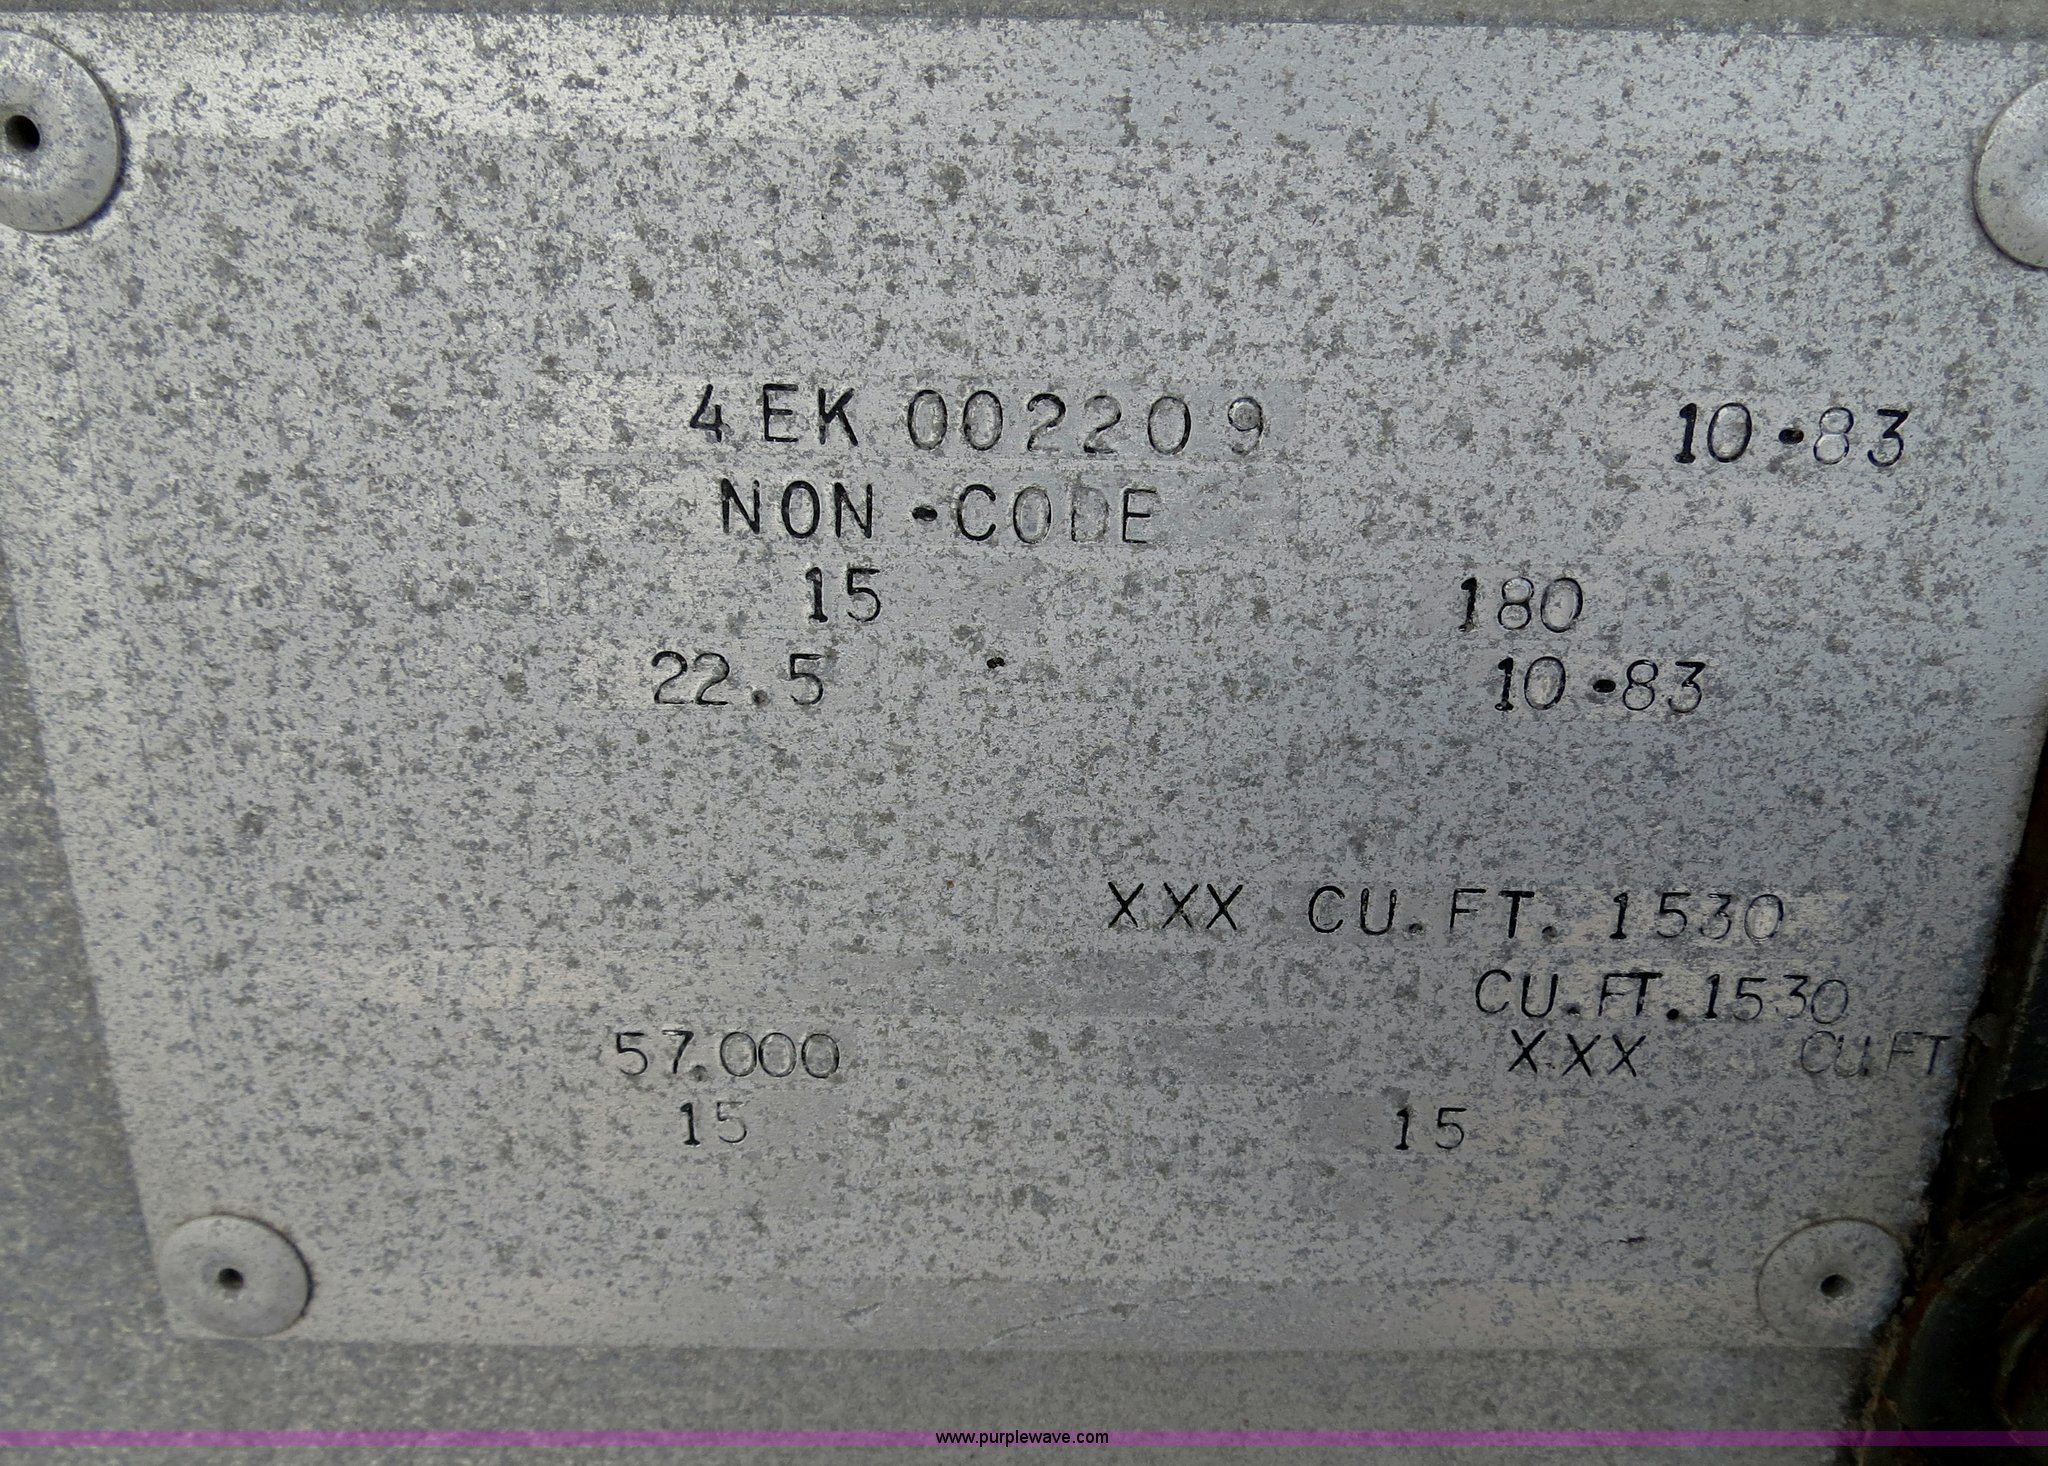 4EK 002209 10-83
NON-CODE
15 180
22.5 10-83
XXX CU.FT. 1530
CU.FT. 1530
57.000 XXX CU.FT
15 15
www.purplewave.com